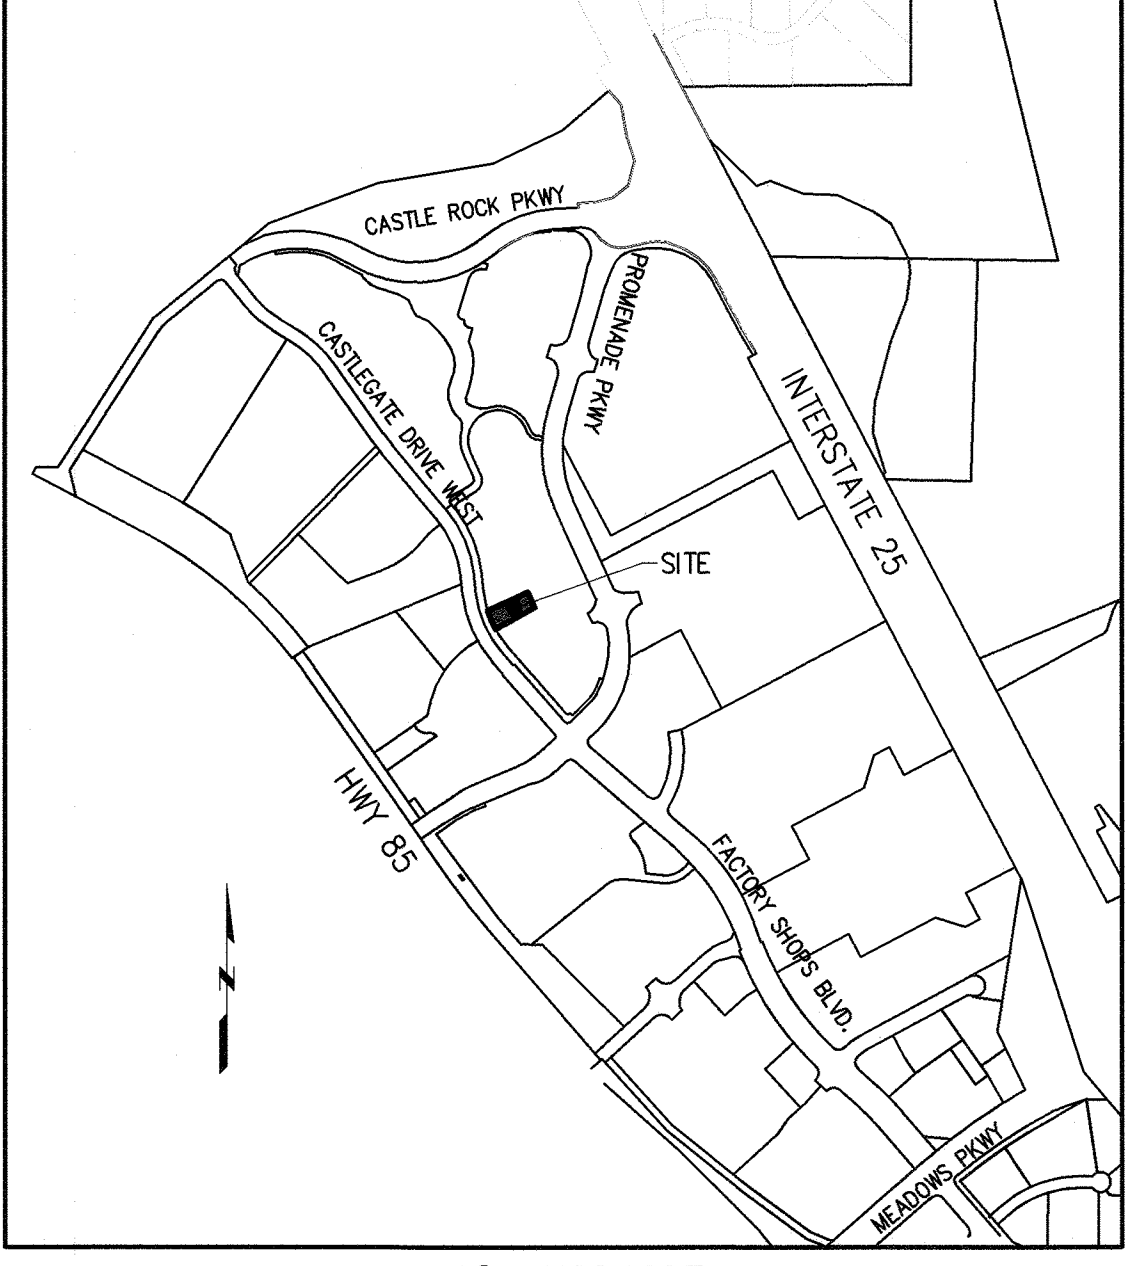 CASTLE ROCK PKWY
PROMENADE PKWY
CASTLEGATE DRIVE WEST
INTERSTATE 25
SITE
HWY 85
FACTORY SHOPS BLVD.
N
MEADOWS PKWY